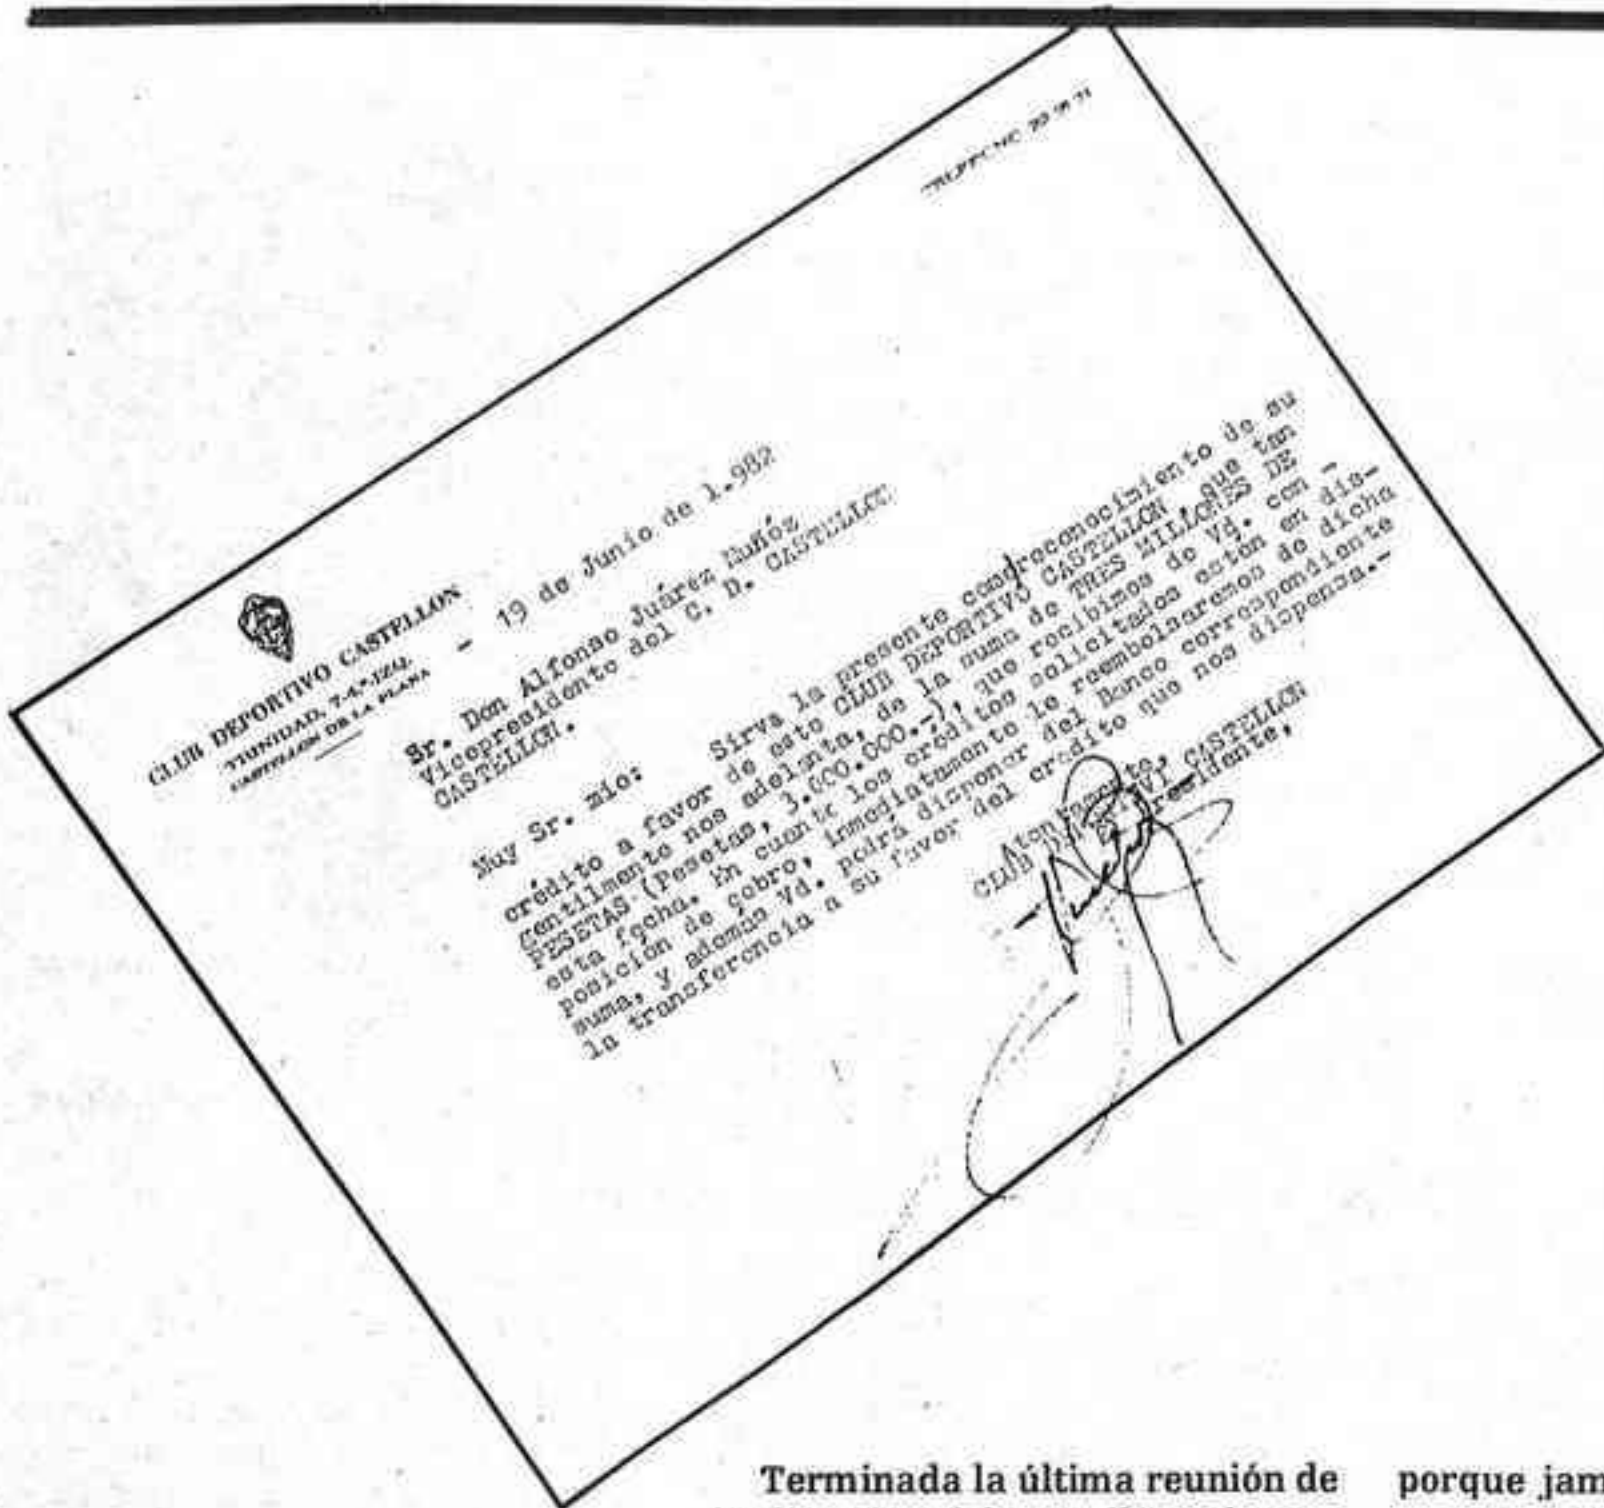 CLUB DEPORTIVO CASTELLON
TRINIDAD, 7-4.º-IZQ.
CASTELLON DE LA PLANA
- 19 de Junio de 1.982
Sr. Don Alfonso Juárez Muñóz
Vicepresidente del C. D. CASTELLON
CASTELLON.
Muy Sr. mio:
Sirva la presente como reconocimiento de su
crédito a favor de este CLUB DEPORTIVO CASTELLON, que tan
gentilmente nos adelanta, de la suma de TRES MILLONES DE
PESETAS (Pesetas, 3.000.000.-), que recibimos de Vd. con -
esta fecha. En cuanto los créditos solicitados estén en dis-
posición de cobro, inmediatamente le reembolsaremos de dicha
suma, y además Vd. podrá disponer del Banco correspondiente
la transferencia a su favor del crédito que nos dispensa.-
Atentamente,
CLUB DEPORTIVO CASTELLON
Presidente,
Terminada la última reunión de
porque jam